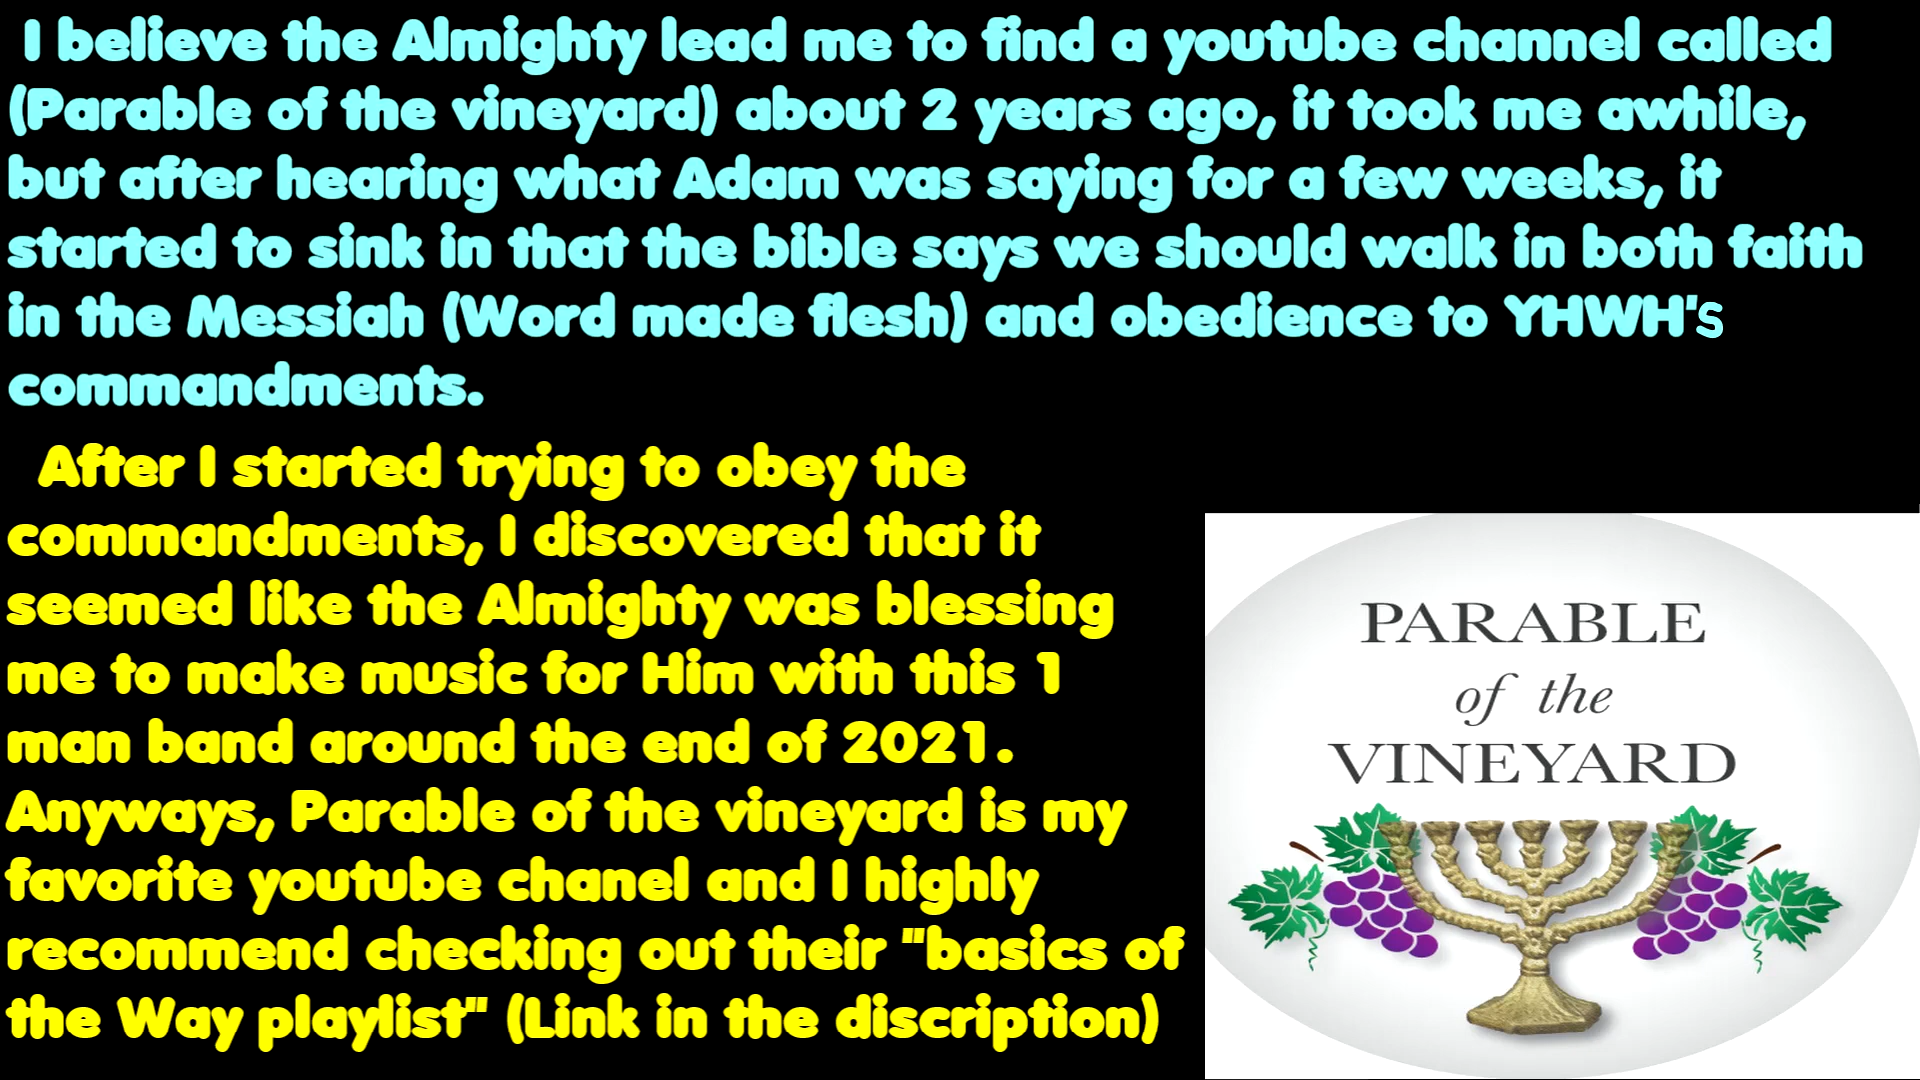 I believe the Almighty lead me to find a youtube channel called
(Parable of the vineyard) about 2 years ago, it took me awhile,
but after hearing what Adam was saying for a few weeks, it
started to sink in that the bible says we should walk in both faith
in the Messiah (Word made flesh) and obedience to YHWH's
commandments.
After I started trying to obey the
commandments, I discovered that it
seemed like the Almighty was blessing
me to make music for Him with this 1
man band around the end of 2021.
Anyways, Parable of the vineyard is my
favorite youtube chanel and I highly
recommend checking out their "basics of
the Way playlist" (Link in the discription)
PARABLE
of the
VINEYARD